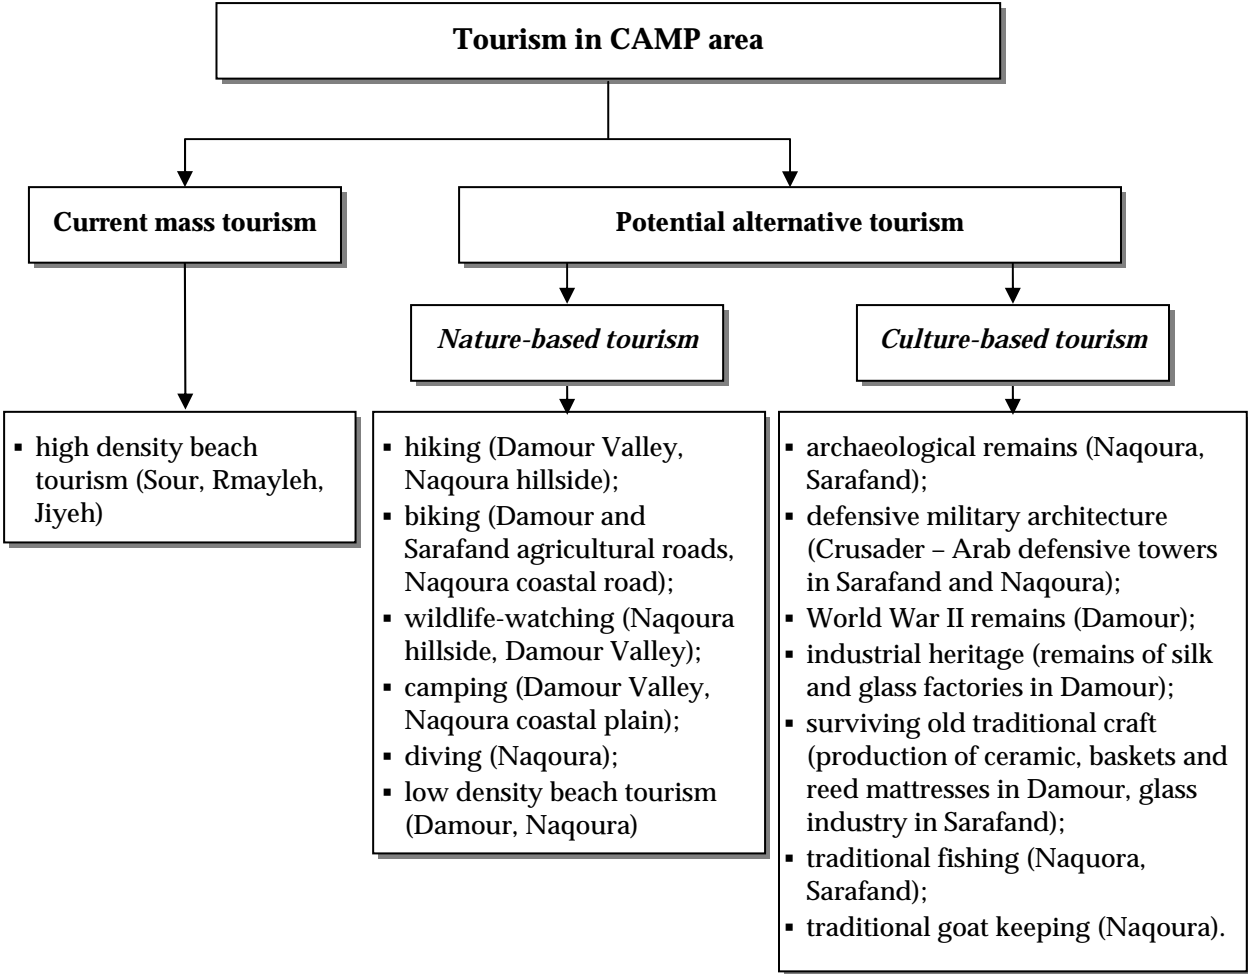 Tourism in CAMP area
Current mass tourism
Potential alternative tourism
Nature-based tourism
Culture-based tourism
▪ high density beach
tourism (Sour, Rmayleh,
Jiyeh)
▪ hiking (Damour Valley,
Naqoura hillside);
▪ biking (Damour and
Sarafand agricultural roads,
Naqoura coastal road);
▪ wildlife-watching (Naqoura
hillside, Damour Valley);
▪ camping (Damour Valley,
Naqoura coastal plain);
▪ diving (Naqoura);
▪ low density beach tourism
(Damour, Naqoura)
▪ archaeological remains (Naqoura,
Sarafand);
▪ defensive military architecture
(Crusader – Arab defensive towers
in Sarafand and Naqoura);
▪ World War II remains (Damour);
▪ industrial heritage (remains of silk
and glass factories in Damour);
▪ surviving old traditional craft
(production of ceramic, baskets and
reed mattresses in Damour, glass
industry in Sarafand);
▪ traditional fishing (Naquora,
Sarafand);
▪ traditional goat keeping (Naqoura).